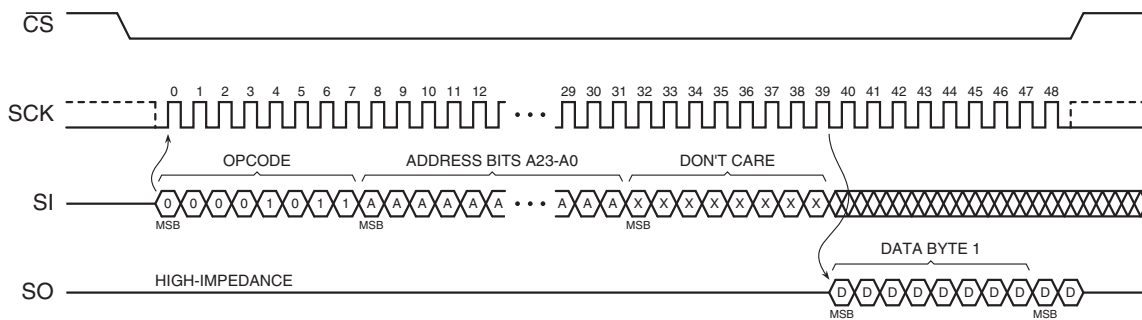 CS
SCK
0 1 2 3 4 5 6 7 8 9 10 11 12 29 30 31 32 33 34 35 36 37 38 39 40 41 42 43 44 45 46 47 48
OPCODE ADDRESS BITS A23-A0 DON'T CARE
SI
0 0 0 0 1 0 1 1 A A A A A A A A A X X X X X X X X
MSB MSB MSB
DATA BYTE 1
SO
HIGH-IMPEDANCE
D D D D D D D D D D
MSB MSB